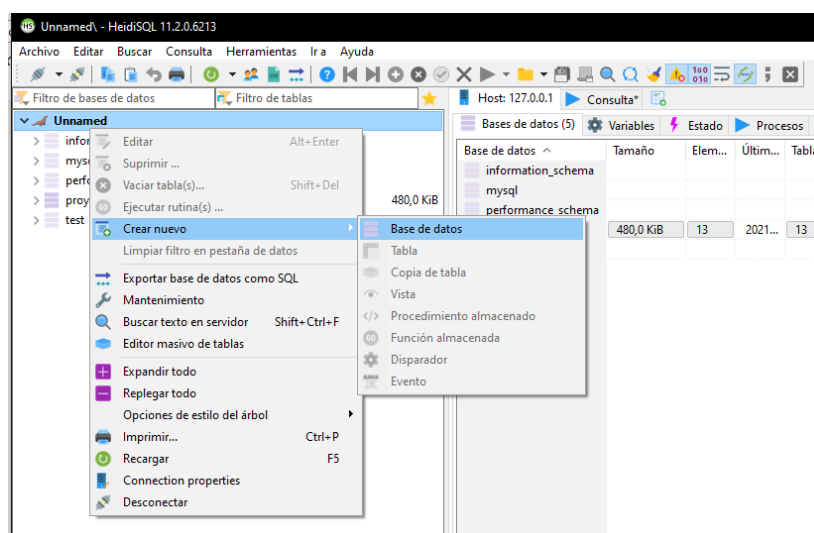 Unnamed\ - HeidiSQL 11.2.0.6213
Archivo Editar Buscar Consulta Herramientas Ir a Ayuda
Filtro de bases de datos
Filtro de tablas
Host: 127.0.0.1
Consulta*
Unnamed
480,0 KiB
test
Editar Alt+Enter
Suprimir ...
Vaciar tabla(s)... Shift+Del
Ejecutar rutina(s) ...
Crear nuevo
Limpiar filtro en pestaña de datos
Exportar base de datos como SQL
Mantenimiento
Buscar texto en servidor Shift+Ctrl+F
Editor masivo de tablas
Expandir todo
Replegar todo
Opciones de estilo del árbol
Imprimir... Ctrl+P
Recargar F5
Connection properties
Desconectar
Base de datos
Tabla
Copia de tabla
Vista
Procedimiento almacenado
Función almacenada
Disparador
Evento
Bases de datos (5) Variables Estado Procesos
Base de datos Tamaño Elem... Últim... Tabl
information_schema
mysql
performance_schema
480,0 KiB 13 2021... 13